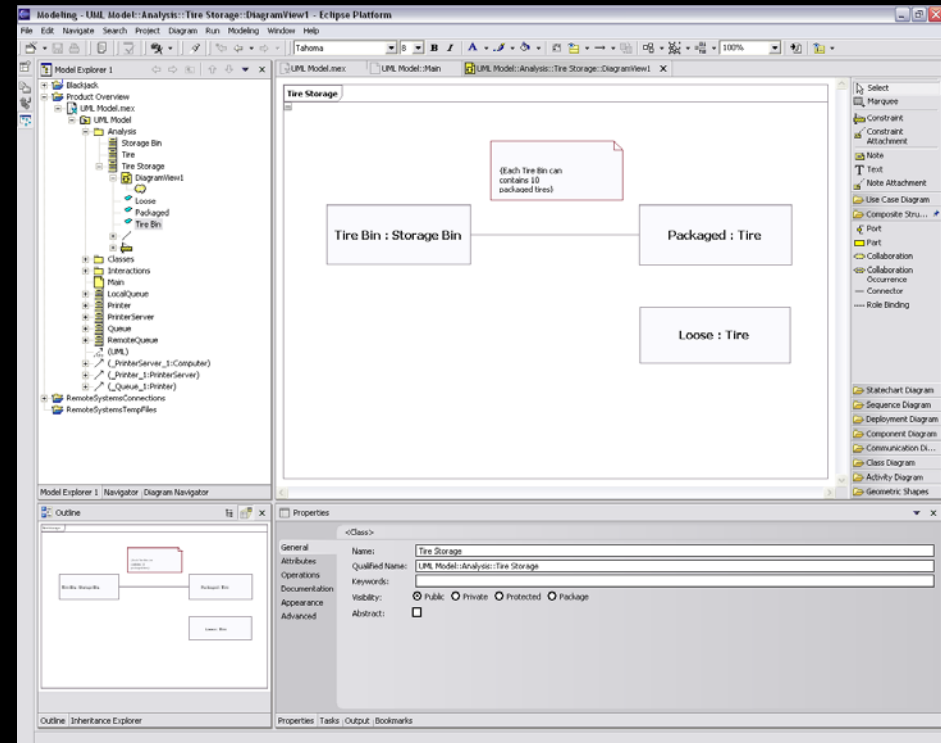 Modeling - UML Model::Analysis::Tire Storage::DiagramView1 - Eclipse Platform
File Edit Navigate Search Project Diagram Run Modeling Window Help
Tahoma 8 B I A 100%
Model Explorer 1
UML Model.mex UML Model::Main UML Model::Analysis::Tire Storage::DiagramView1
Blackjack
Product Overview
UML Model.mex
UML Model
Analysis
Storage Bin
Tire
Tire Storage
DiagramView1
Loose
Packaged
Tire Bin
Classes
Interactions
Main
LocalQueue
Printer
PrinterServer
Queue
RemoteQueue
(UML)
(_PrinterServer_1:Computer)
(_Printer_1:PrinterServer)
(_Queue_1:Printer)
RemoteSystemsConnections
RemoteSystemsTempFiles
Model Explorer 1 Navigator Diagram Navigator
Tire Storage
{Each Tire Bin can
contains 10
packaged tires}
Tire Bin : Storage Bin
Packaged : Tire
Loose : Tire
Select
Marquee
Constraint
Constraint
Attachment
Note
T Text
Note Attachment
Use Case Diagram
Composite Stru...
Port
Part
Collaboration
Collaboration
Occurrence
Connector
Role Binding
Statechart Diagram
Sequence Diagram
Deployment Diagram
Component Diagram
Communication Di...
Class Diagram
Activity Diagram
Geometric Shapes
Outline
Outline Inheritance Explorer
Properties
<Class>
General
Attributes
Operations
Documentation
Appearance
Advanced
Name: Tire Storage
Qualified Name: UML Model::Analysis::Tire Storage
Keywords:
Visibility: Public Private Protected Package
Abstract:
Properties Tasks Output Bookmarks